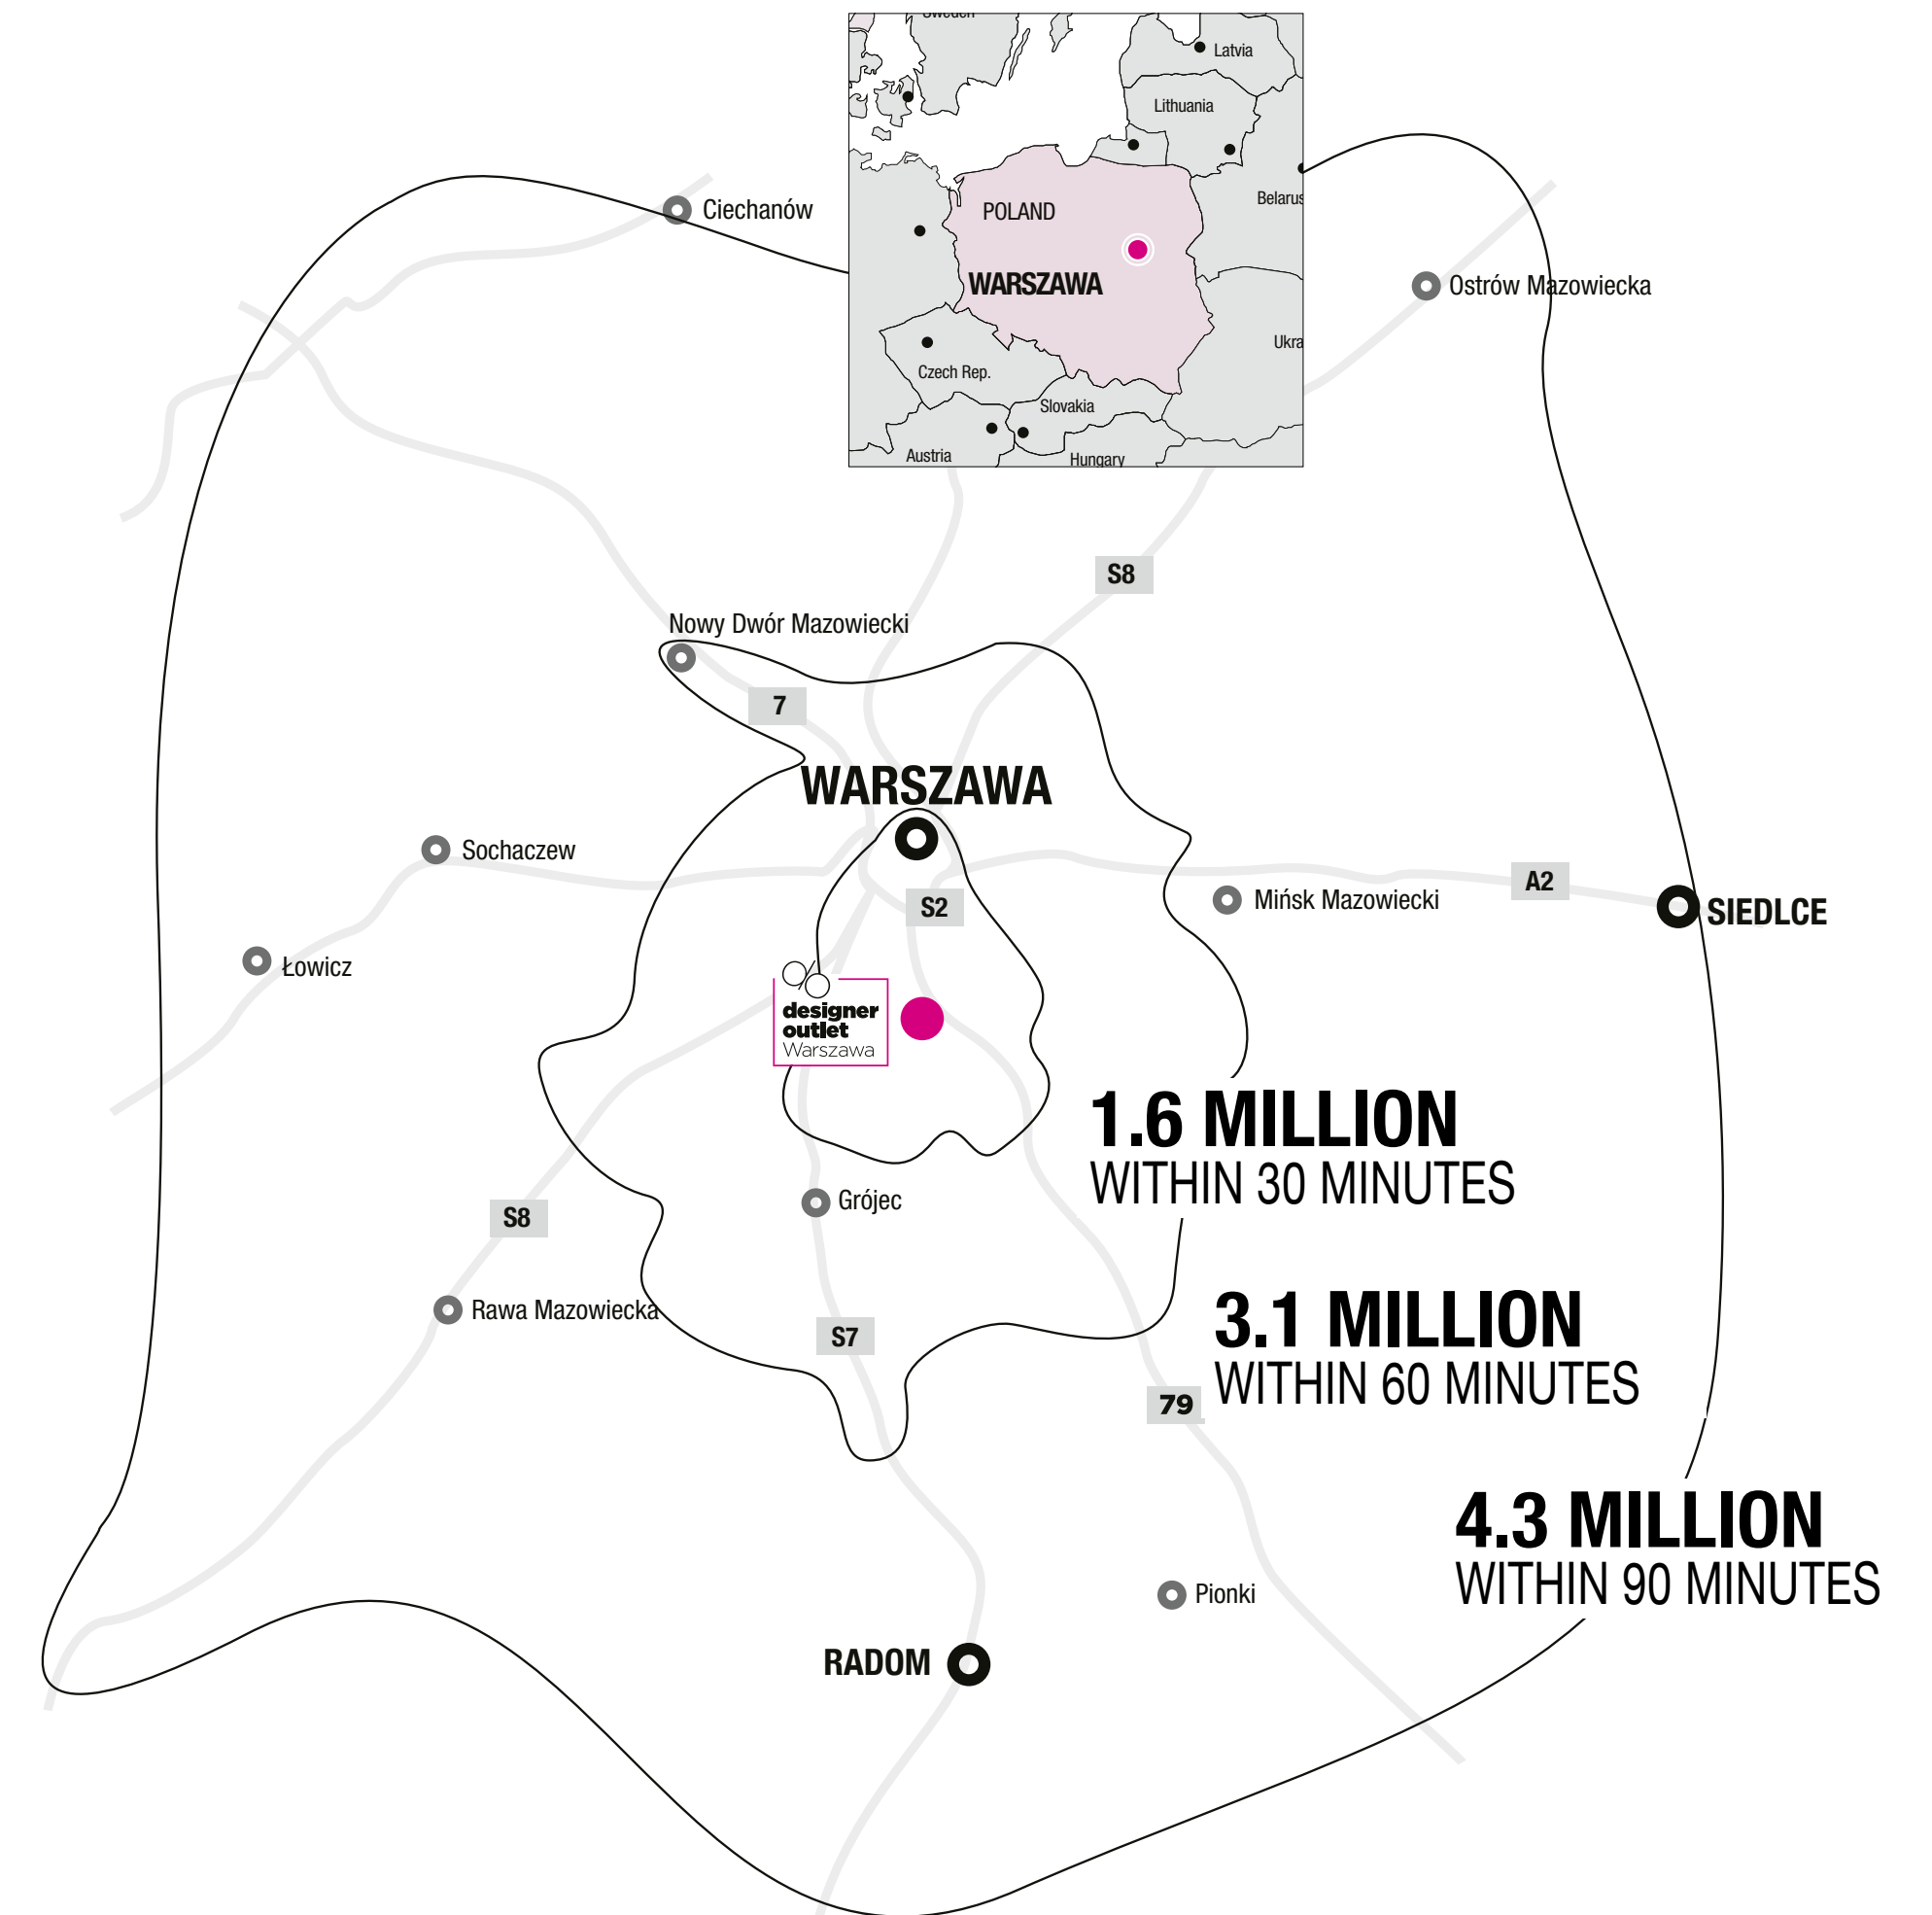 Sweden
Latvia
Lithuania
Belarus
POLAND
WARSZAWA
Ukra
Czech Rep.
Slovakia
Austria
Hungary
Ciechanów
Ostrów Mazowiecka
S8
Nowy Dwór Mazowiecki
7
WARSZAWA
Sochaczew
A2
Mińsk Mazowiecki
SIEDLCE
S2
Łowicz
designer
outlet
Warszawa
1.6 MILLION
WITHIN 30 MINUTES
Grójec
S8
Rawa Mazowiecka
S7
3.1 MILLION
WITHIN 60 MINUTES
79
4.3 MILLION
WITHIN 90 MINUTES
Pionki
RADOM